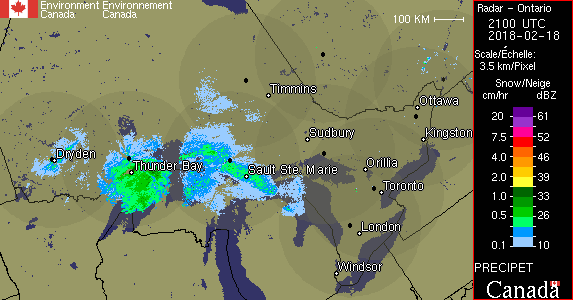 Environment Environnement
Canada Canada
100 KM
Timmins
Ottawa
Sudbury
Kingston
Dryden
Thunder Bay
Sault Ste. Marie
Orillia
Toronto
London
Windsor
Radar - Ontario
2100 UTC
2018-02-18
Scale/Échelle:
3.5 km/Pixel
Snow/Neige
cm/hr dBZ
20 61
7.5 52
4.0 46
2.0 39
1.0 33
0.5 26
0.1 10
PRECIPET
Canada